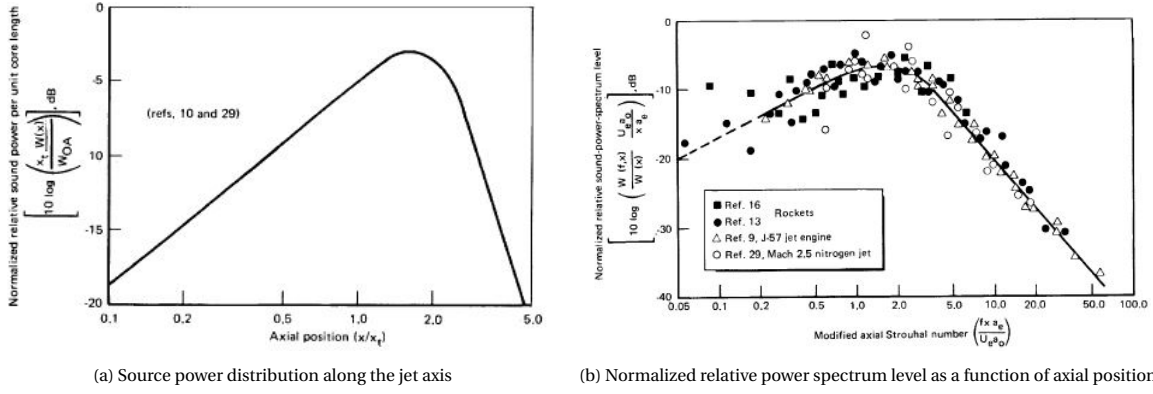 Normalized relative sound power per unit core length
[10 log (x_t W(x) / W_OA)], dB
0
-5
10
-15
-20
(refs, 10 and 29)
0.1
0.2
0.5
1.0
2.0
5.0
Axial position (x/x_t)
(a) Source power distribution along the jet axis
Normalized relative sound-power-spectrum level
[10 log (W (f,x) / W (x) U_e a_o / x a_e)], dB
0
-10
-20
-30
-40
■ Ref. 16
Rockets
● Ref. 13
△ Ref. 9, J-57 jet engine
○ Ref. 29, Mach 2.5 nitrogen jet
0.05
0.1
0.2
0.5
1.0
2.0
5.0
10.0
20.0
50.0
100.0
Modified axial Strouhal number (f x a_e / U_e a_o)
(b) Normalized relative power spectrum level as a function of axial position